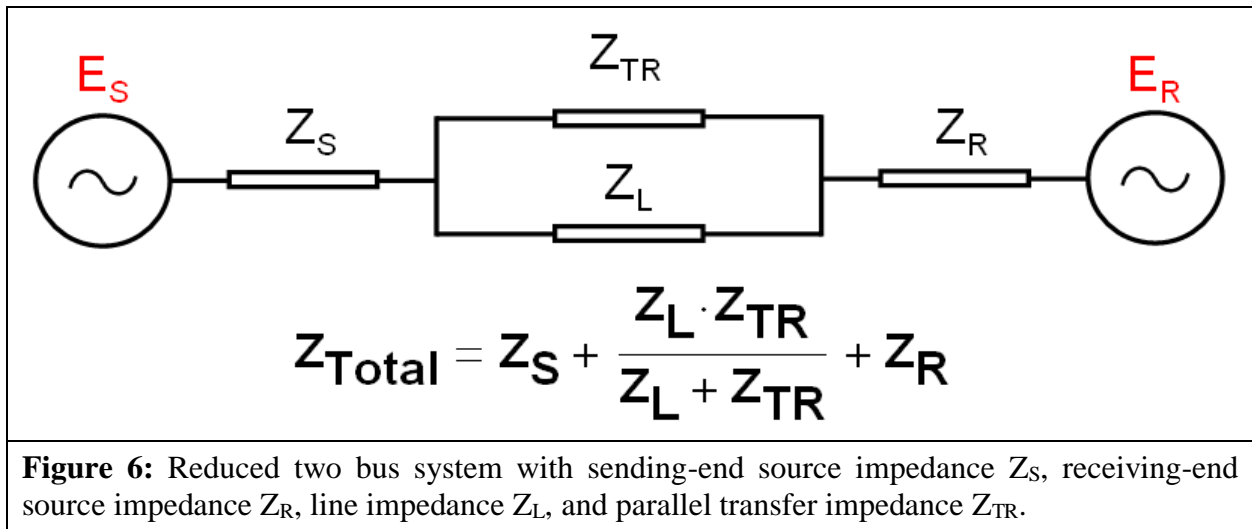 Z_TR
E_S
E_R
Z_S
Z_R
Z_L
Z_Total = Z_S + (Z_L · Z_TR) / (Z_L + Z_TR) + Z_R
Figure 6: Reduced two bus system with sending-end source impedance Z_S, receiving-end
source impedance Z_R, line impedance Z_L, and parallel transfer impedance Z_TR.